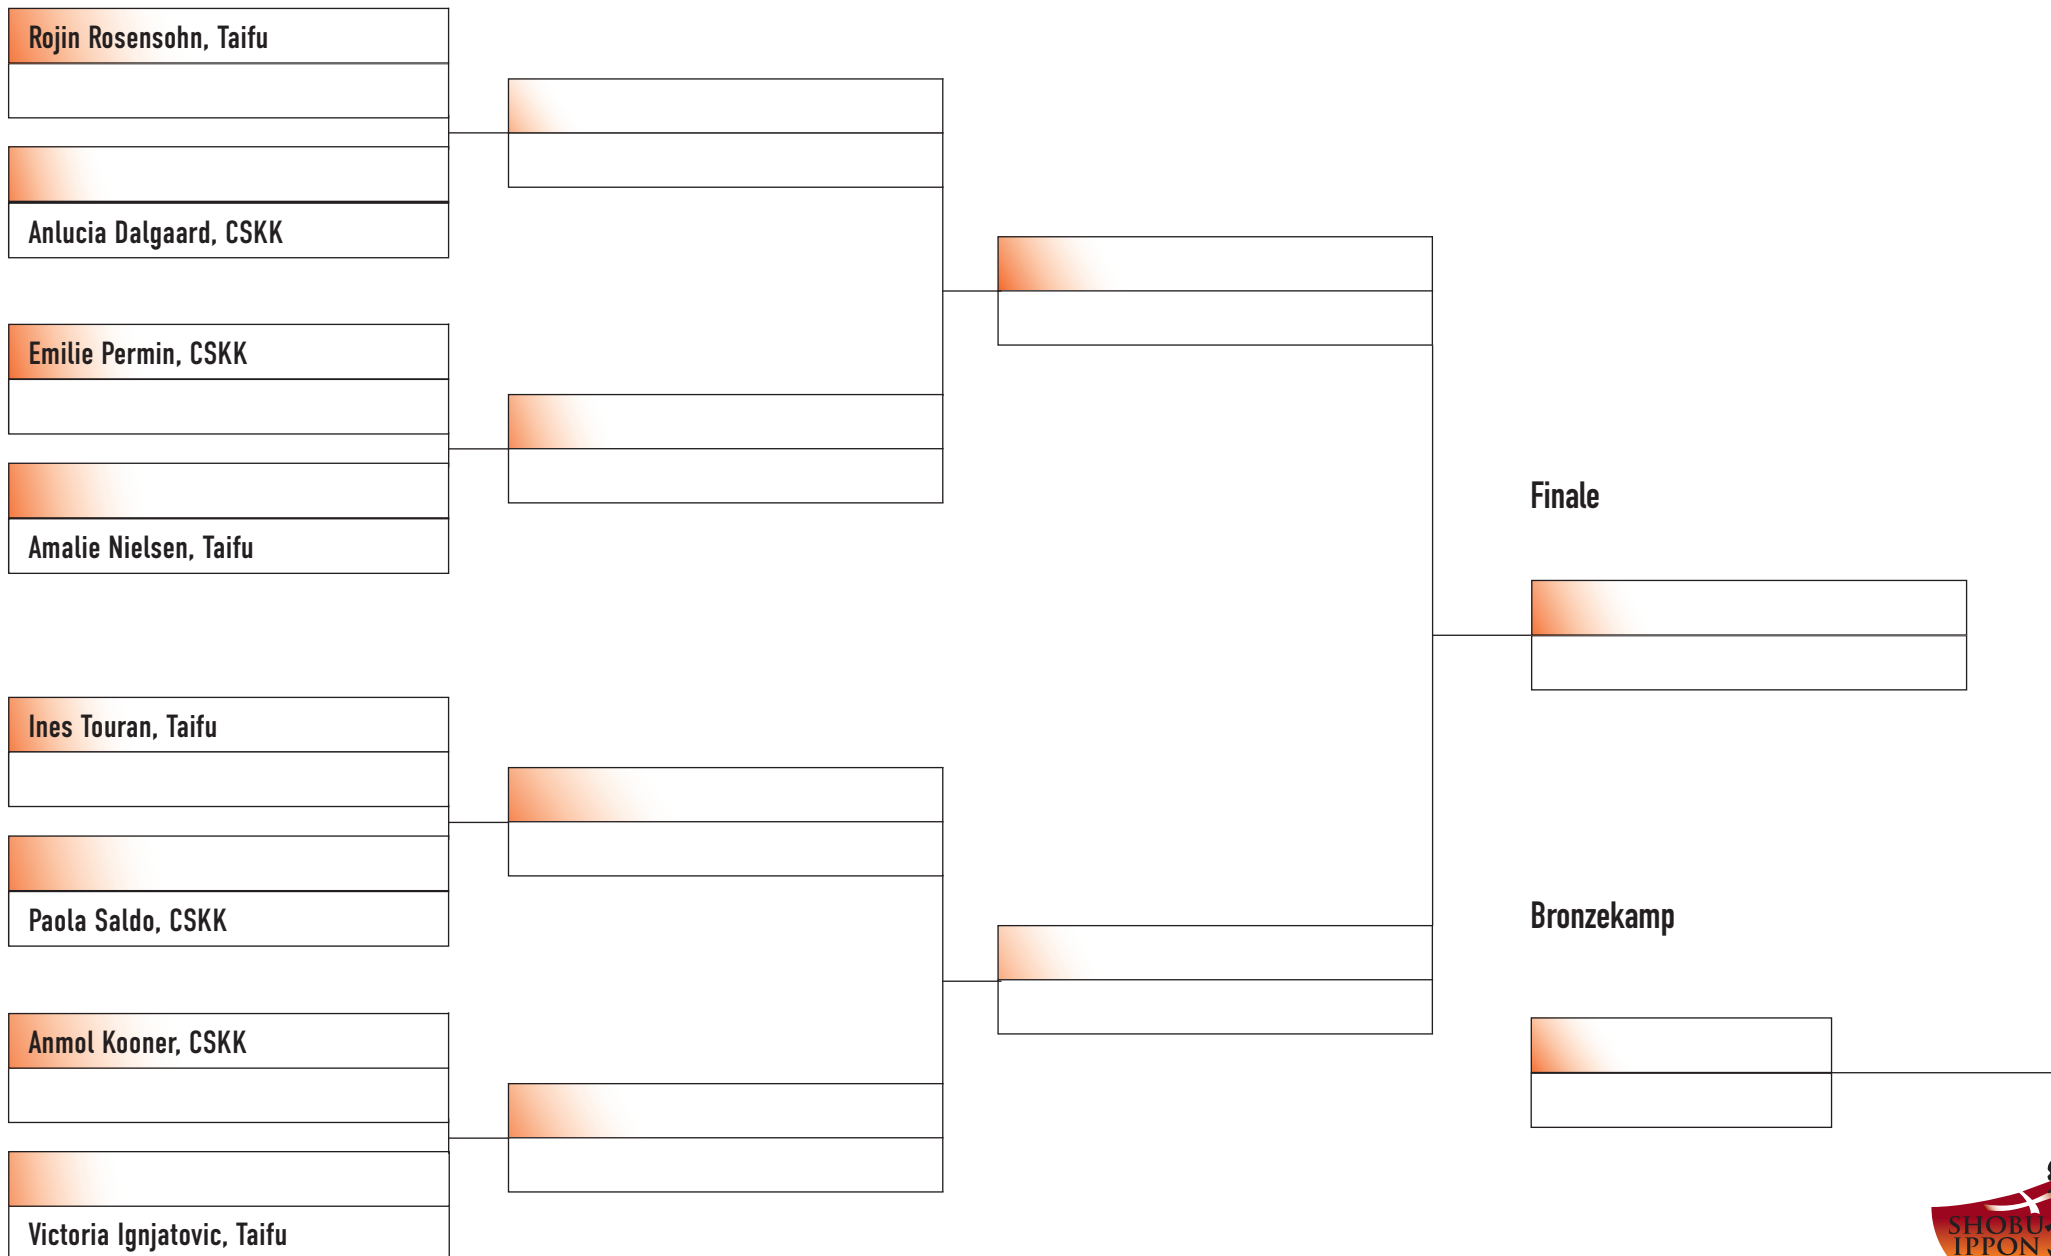 Rojin Rosensohn, Taifu
Anlucia Dalgaard, CSKK
Emilie Permin, CSKK
Amalie Nielsen, Taifu
Finale
Ines Touran, Taifu
Paola Saldo, CSKK
Bronzekamp
Anmol Kooner, CSKK
Victoria Ignjatovic, Taifu
SHOBU
IPPON